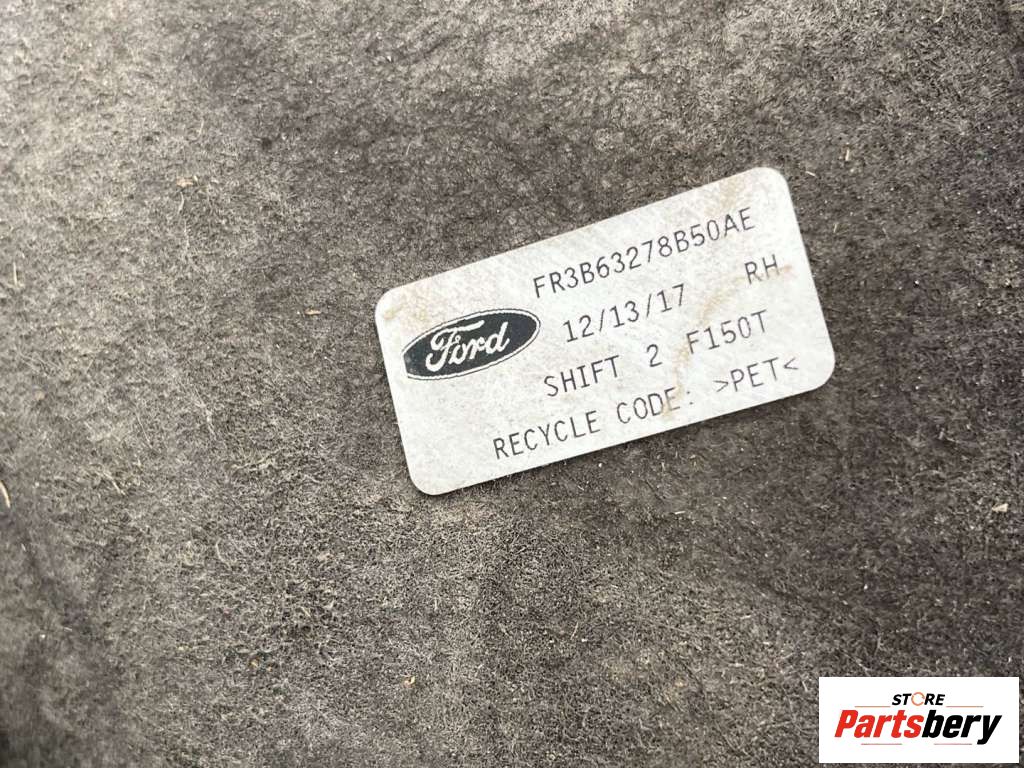 FR3B63278B50AE
Ford 12/13/17 RH
SHIFT 2 F150T
RECYCLE CODE: >PET<
STORE
Partsbery